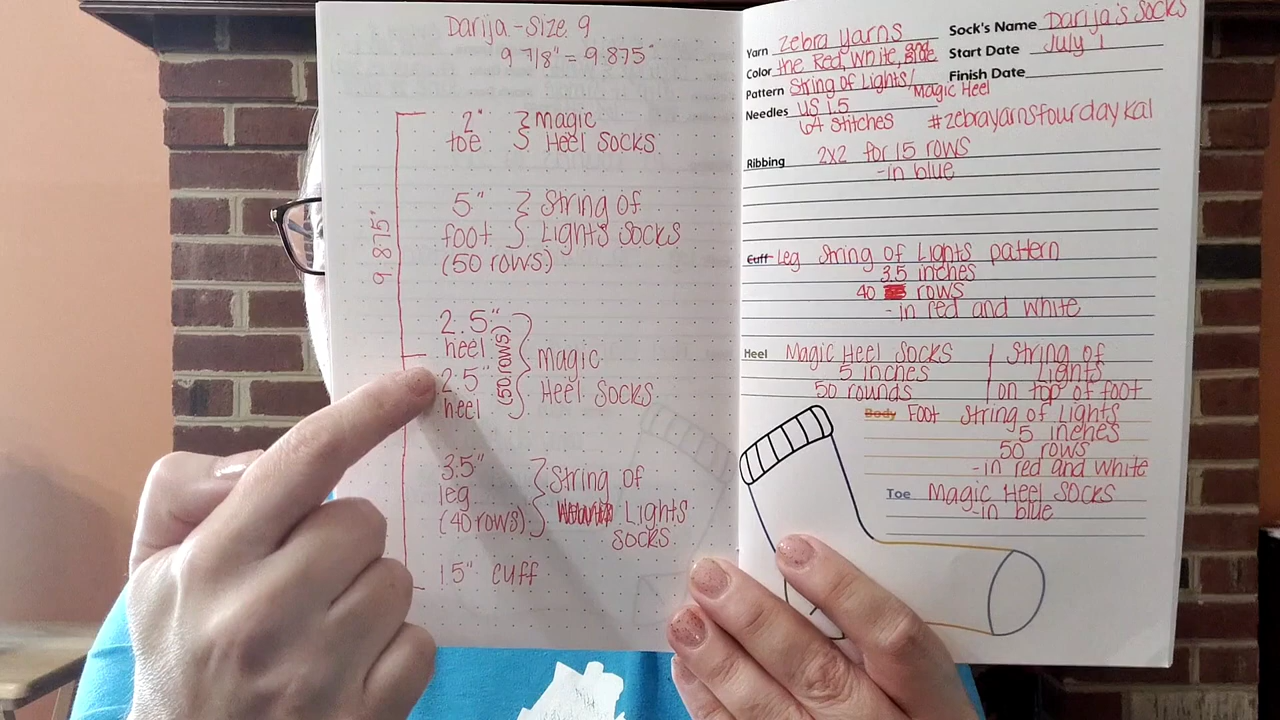 Darija - Size 9
9 7/8" = 9.875"
9.875"
2" toe } Magic Heel Socks
5" foot (50 rows) } String of Lights Socks
2.5" heel
2.5" heel
(50 rows) } Magic Heel Socks
3.5" leg (40 rows) } String of Lights Socks
1.5" cuff
Yarn Zebra Yarns
Color the Red, White, and Blue
Pattern String of Lights/ Magic Heel
Needles US 1.5
64 Stitches
Sock's Name Darija's Socks
Start Date July 1
Finish Date
#zebrayarnsfourdaykal
Ribbing 2x2 for 15 rows
-in blue
Cuff Leg String of Lights pattern
3.5 inches
40 rows
- in red and white
Heel Magic Heel Socks
5 inches
50 rounds
String of
Lights
on top of foot
Body Foot String of Lights
5 inches
50 rows
-in red and white
Toe Magic Heel Socks
-in blue